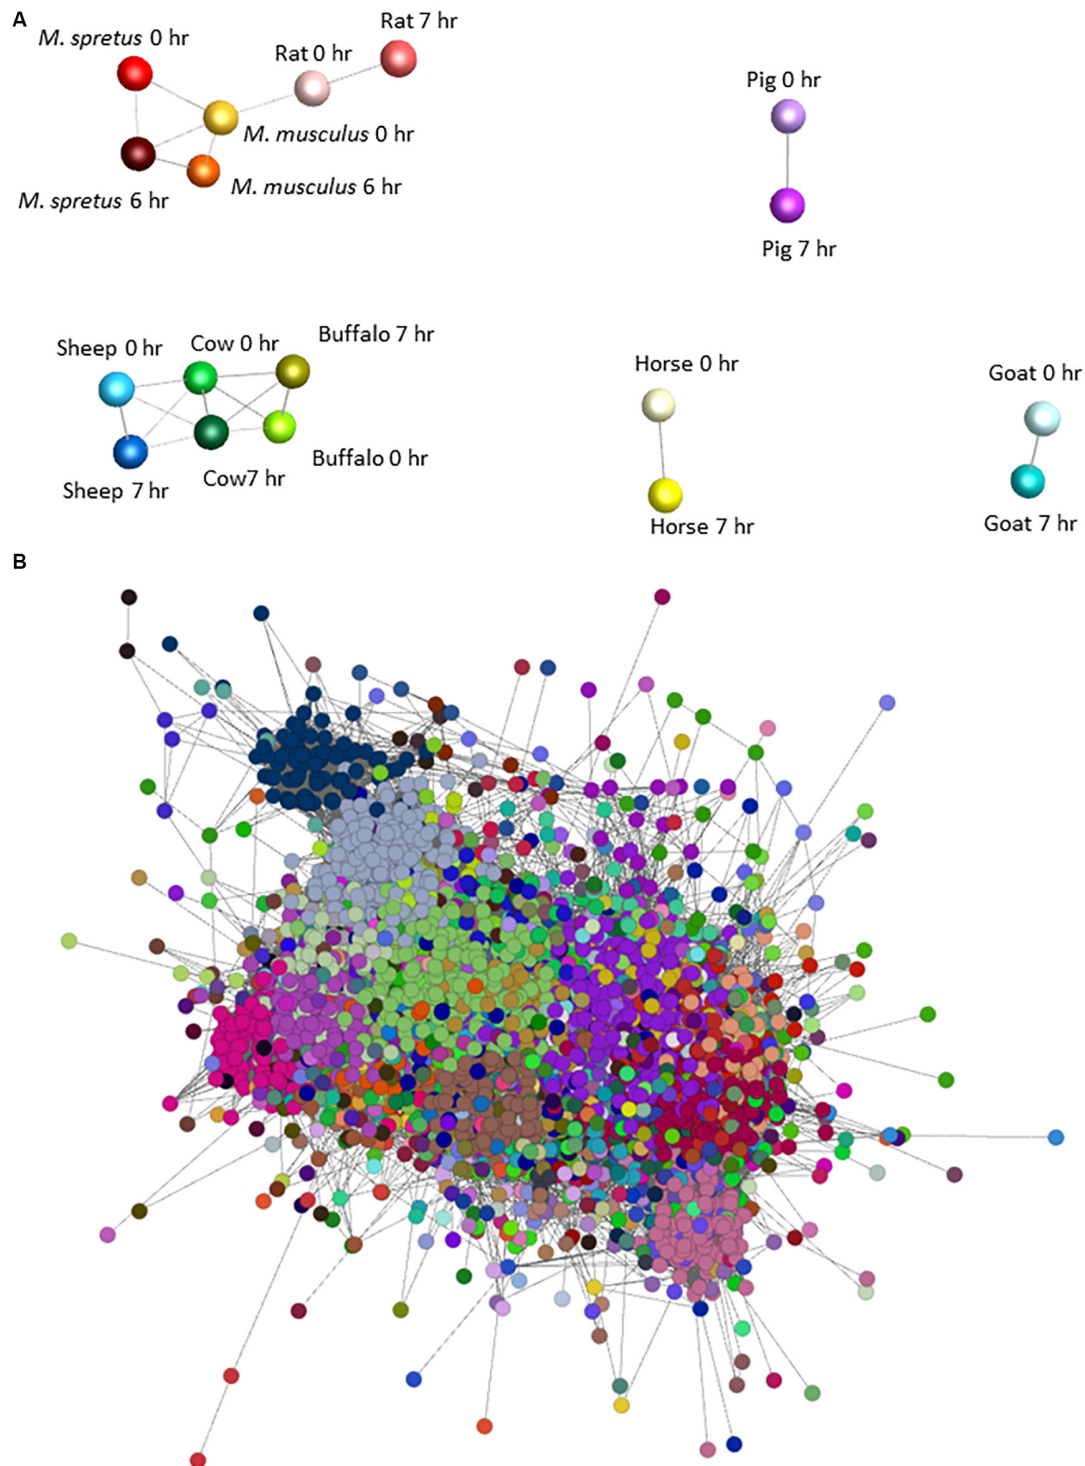 A
M. spretus 0 hr
Rat 0 hr
Rat 7 hr
M. musculus 0 hr
M. musculus 6 hr
M. spretus 6 hr
Pig 0 hr
Pig 7 hr
Sheep 0 hr
Cow 0 hr
Buffalo 7 hr
Sheep 7 hr
Cow7 hr
Buffalo 0 hr
Horse 0 hr
Horse 7 hr
Goat 0 hr
Goat 7 hr
B